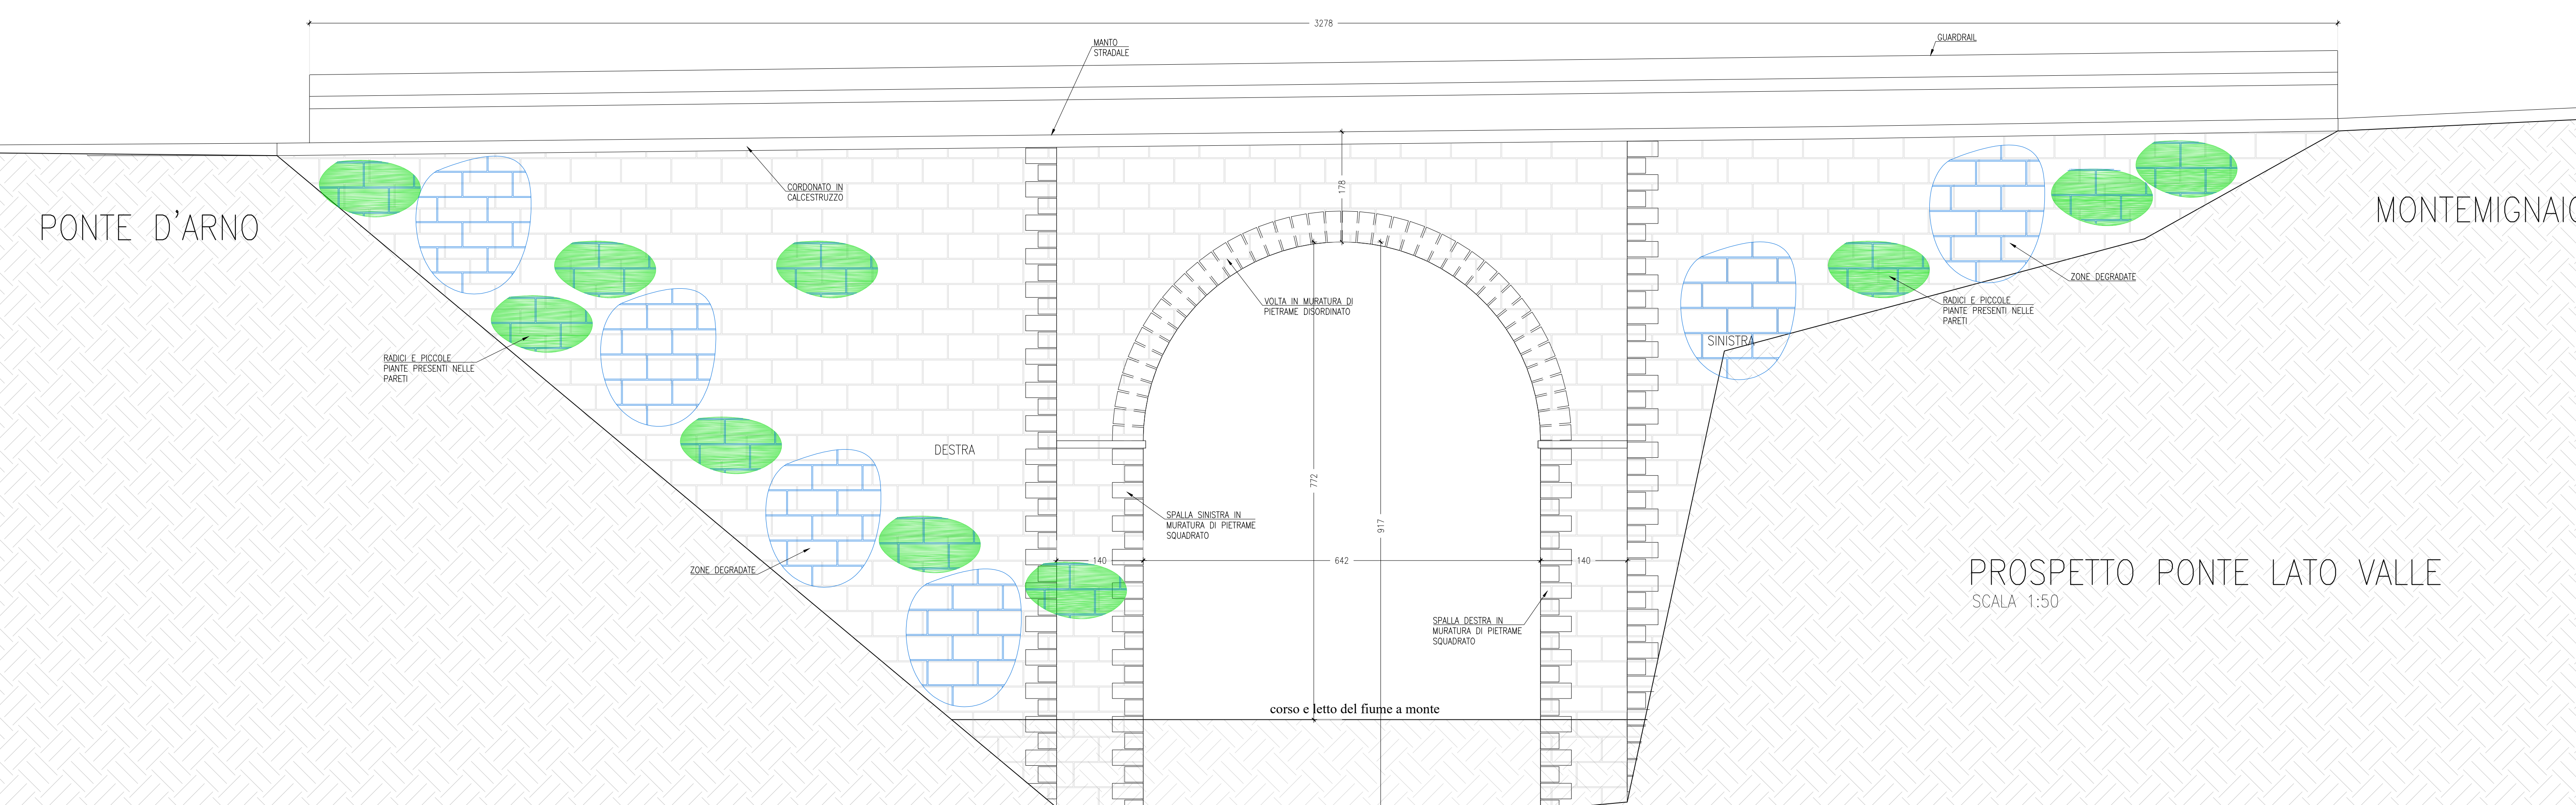 3278
MANTO
STRADALE
GUARDRAIL
178
CORDONATO IN
CALCESTRUZZO
PONTE D'ARNO
MONTEMIGNAIO
ZONE DEGRADATE
VOLTA IN MURATURA DI
PIETRAME DISORDINATO
RADICI E PICCOLE
PIANTE PRESENTI NELLE
PARETI
SINISTRA
RADICI E PICCOLE
PIANTE PRESENTI NELLE
PARETI
DESTRA
772
917
SPALLA SINISTRA IN
MURATURA DI PIETRAME
SQUADRATO
140
642
140
ZONE DEGRADATE
PROSPETTO PONTE LATO VALLE
SCALA 1:50
SPALLA DESTRA IN
MURATURA DI PIETRAME
SQUADRATO
corso e letto del fiume a monte